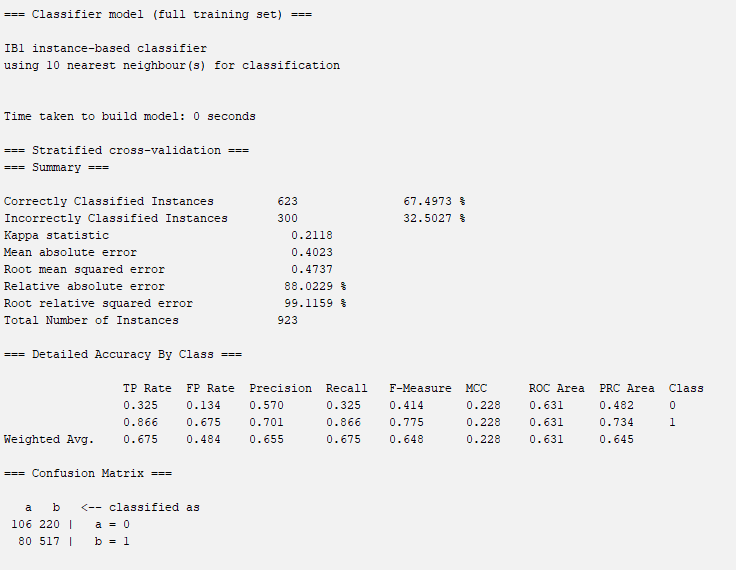 === Classifier model (full training set) ===
IB1 instance-based classifier
using 10 nearest neighbour(s) for classification
Time taken to build model: 0 seconds
=== Stratified cross-validation ===
=== Summary ===
Correctly Classified Instances         623               67.4973 %
Incorrectly Classified Instances       300               32.5027 %
Kappa statistic                          0.2118
Mean absolute error                      0.4023
Root mean squared error                  0.4737
Relative absolute error                 88.0229 %
Root relative squared error             99.1159 %
Total Number of Instances              923
=== Detailed Accuracy By Class ===
                 TP Rate  FP Rate  Precision  Recall   F-Measure  MCC      ROC Area  PRC Area  Class
                 0.325    0.134    0.570      0.325    0.414      0.228    0.631     0.482     0
                 0.866    0.675    0.701      0.866    0.775      0.228    0.631     0.734     1
Weighted Avg.    0.675    0.484    0.655      0.675    0.648      0.228    0.631     0.645
=== Confusion Matrix ===
   a   b   <-- classified as
 106 220 |   a = 0
  80 517 |   b = 1